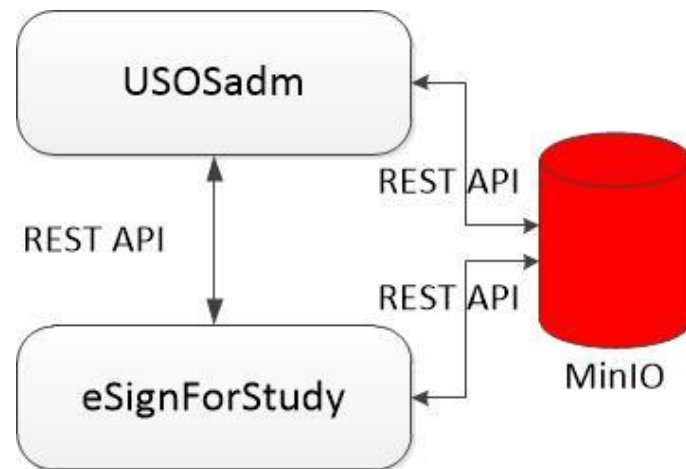 USOSadm
REST API
REST API
REST API
MinIO
eSignForStudy